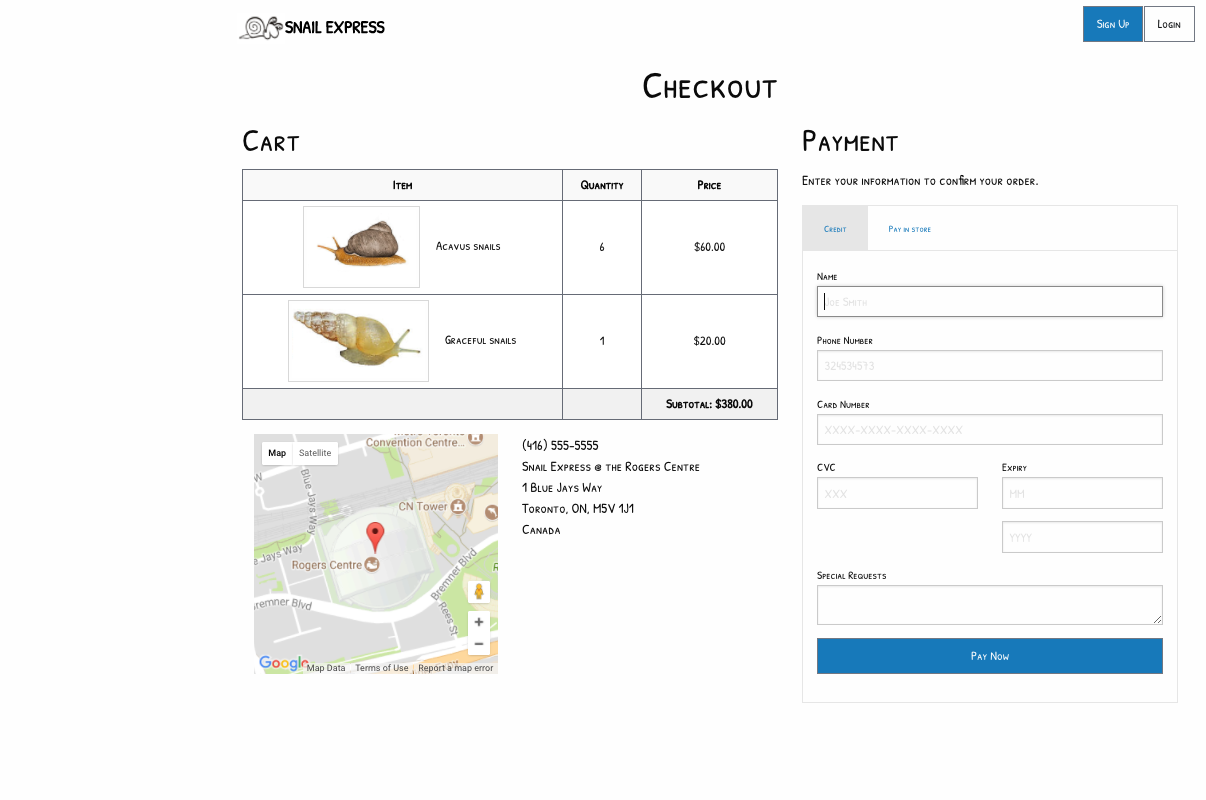 SNAIL EXPRESS
Sign Up
Login
Checkout
Cart
Item Quantity Price
Acavus snails 6 $60.00
Graceful snails 1 $20.00
Subtotal: $380.00
Convention Centre...
Map Satellite
Blue Jays Way
CN Tower
e Jays Way
Rogers Centre
Bremner Blvd
remner Blvd
Rees St
Google
Map Data Terms of Use Report a map error
(416) 555-5555
Snail Express @ the Rogers Centre
1 Blue Jays Way
Toronto, ON, M5V 1J1
Canada
Payment
Enter your information to confirm your order.
Credit Pay in store
Name
Joe Smith
Phone Number
324534573
Card Number
XXXX-XXXX-XXXX-XXXX
CVC Expiry
XXX MM
YYYY
Special Requests
Pay Now